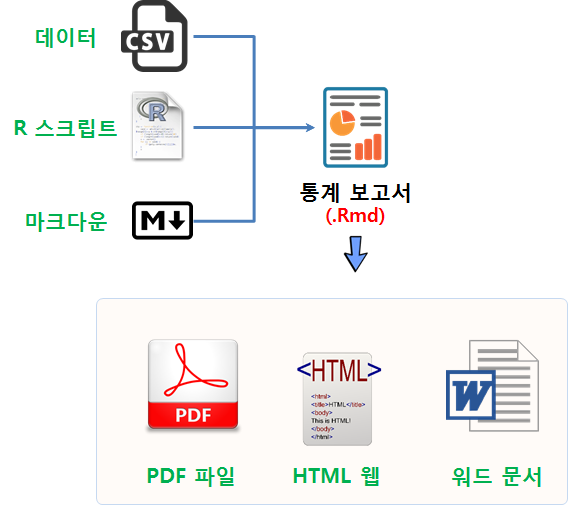 데이터
CSV
R 스크립트
R
마크다운
M
통계 보고서
(.Rmd)
PDF
<HTML>
<html>
<title>HTML</title>
<body>
This is HTML!
</body>
</html>
W
PDF 파일
HTML 웹
워드 문서